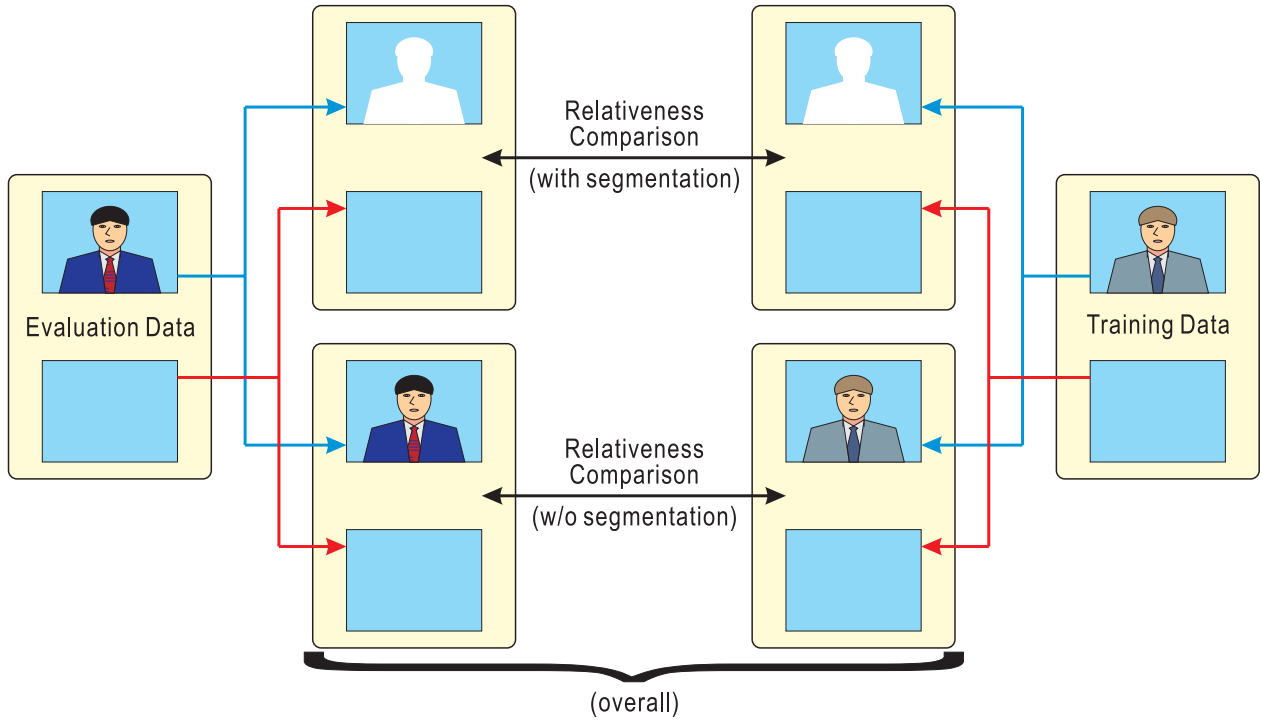 Relativeness
Comparison
(with segmentation)
Evaluation Data
Training Data
Relativeness
Comparison
(w/o segmentation)
(overall)